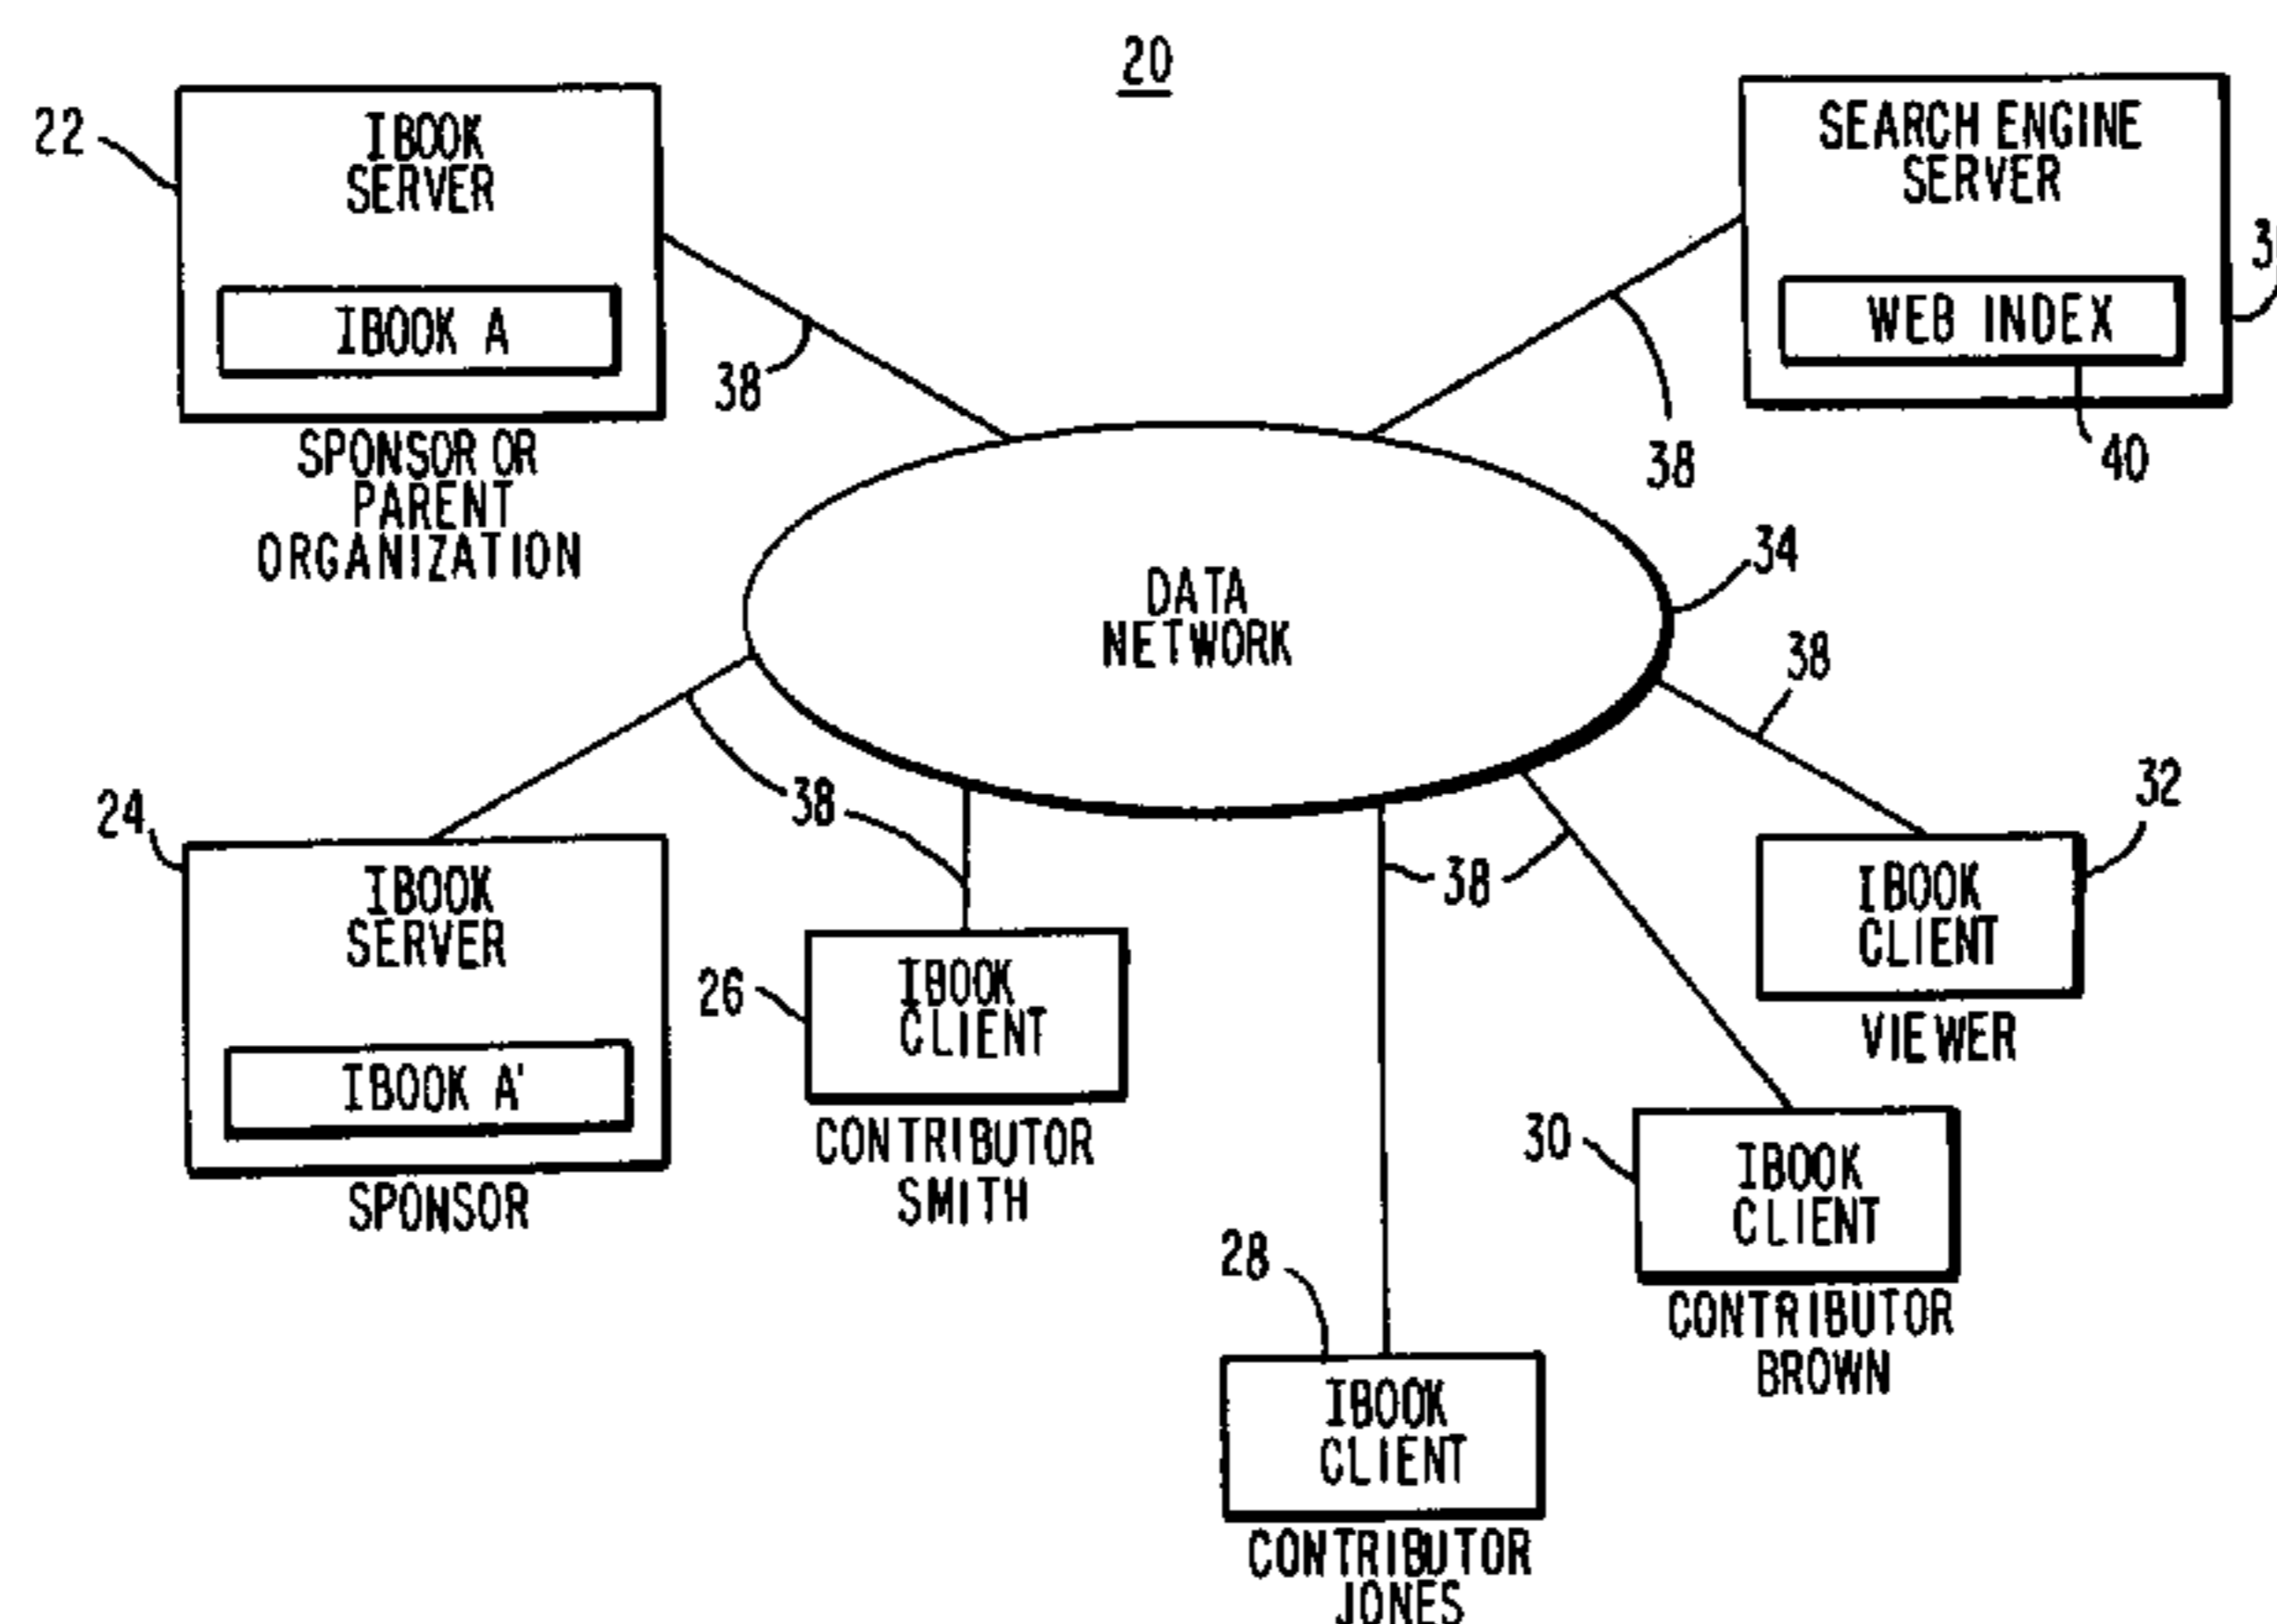 20
22
IBOOK
SERVER
IBOOK A
SPONSOR OR
PARENT
ORGANIZATION
38
SEARCH ENGINE
SERVER
WEB INDEX
40
38
DATA
NETWORK
34
38
24
IBOOK
SERVER
IBOOK A'
SPONSOR
38
26
IBOOK
CLIENT
CONTRIBUTOR
SMITH
38
32
IBOOK
CLIENT
VIEWER
30
IBOOK
CLIENT
CONTRIBUTOR
BROWN
28
IBOOK
CLIENT
CONTRIBUTOR
JONES